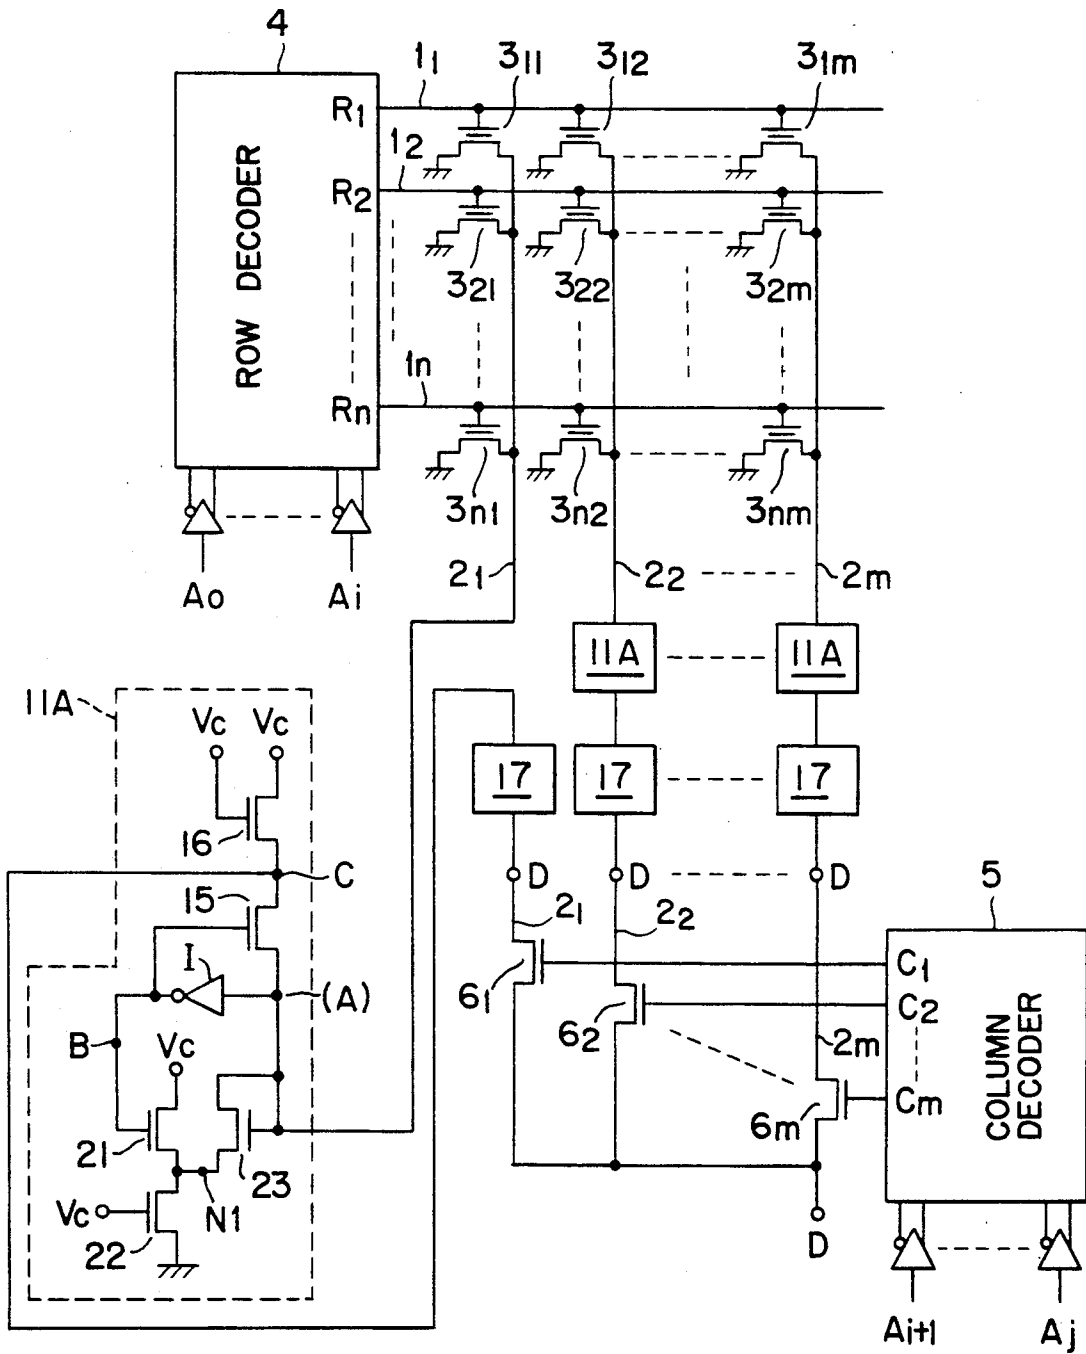 4
ROW DECODER
R1
R2
Rn
11
12
1n
311
312
31m
321
322
32m
3n1
3n2
3nm
Ao
Ai
21
22
2m
11A
11A
11A
Vc
Vc
16
C
15
I
(A)
B
Vc
21
23
N1
Vc
22
17
17
17
D
D
D
21
22
2m
61
62
6m
D
5
COLUMN
DECODER
C1
C2
Cm
Ai+1
Aj